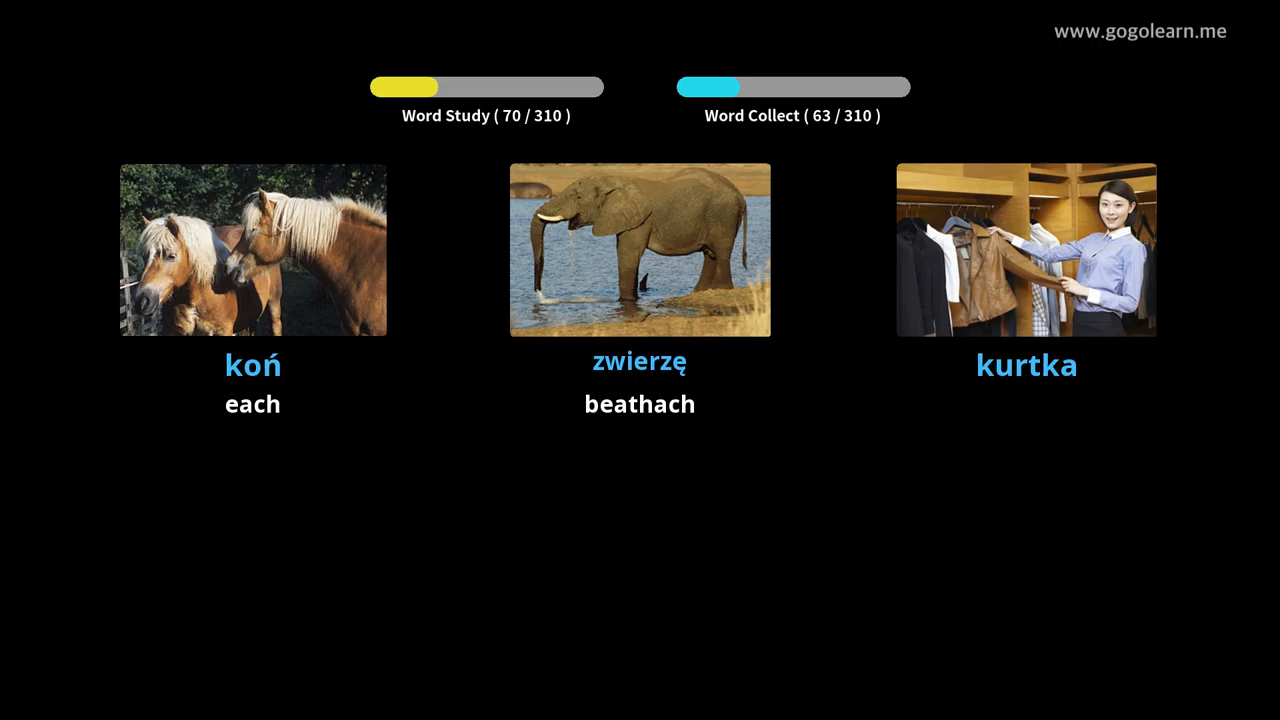 www.gogolearn.me
Word Study ( 70 / 310 )
Word Collect ( 63 / 310 )
koń
zwierzę
kurtka
each
beathach